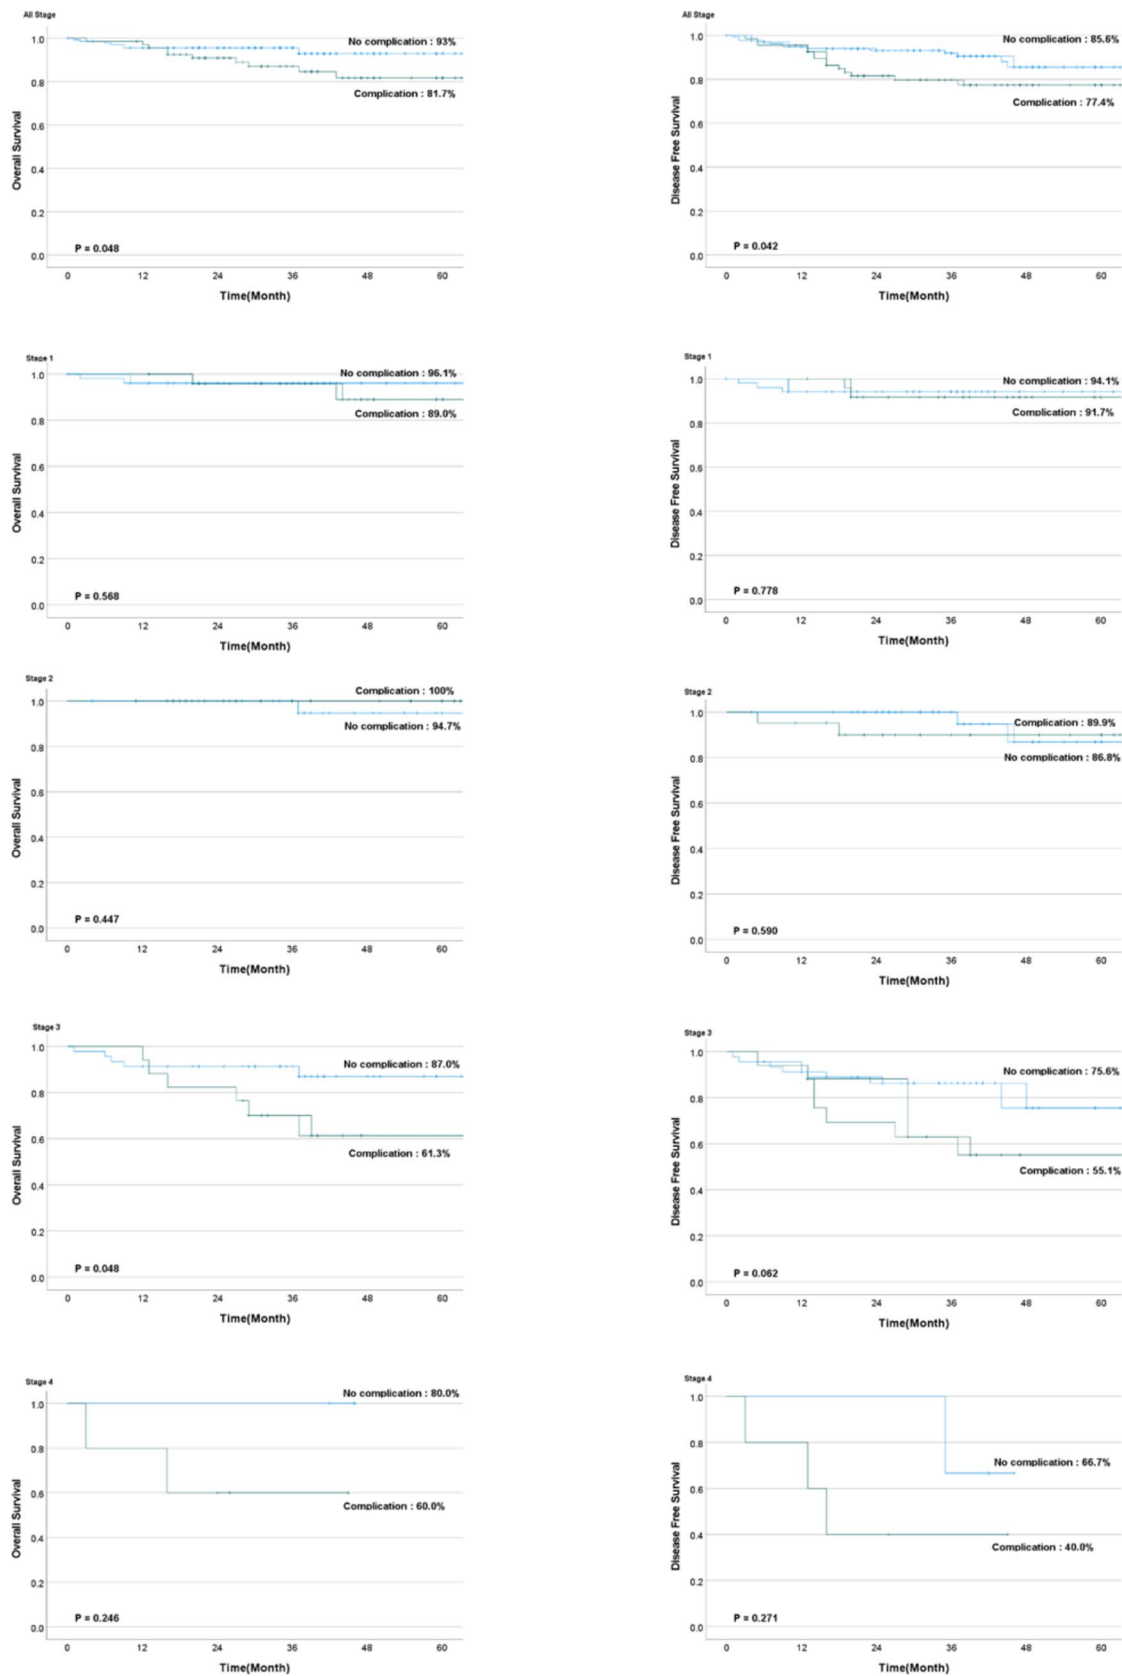 All Stage
1.0
No complication : 93%
0.8
Complication : 81.7%
0.6
0.4
0.2
P = 0.048
0.0
Overall Survival
0 12 24 36 48 60
Time(Month)
All Stage
1.0
No complication : 85.6%
0.8
Complication : 77.4%
0.6
0.4
0.2
P = 0.042
0.0
Disease Free Survival
0 12 24 36 48 60
Time(Month)
Stage 1
1.0
No complication : 96.1%
Complication : 89.0%
0.8
0.6
0.4
0.2
P = 0.568
0.0
Overall Survival
0 12 24 36 48 60
Time(Month)
Stage 1
1.0
No complication : 94.1%
Complication : 91.7%
0.8
0.6
0.4
0.2
P = 0.778
0.0
Disease Free Survival
0 12 24 36 48 60
Time(Month)
Stage 2
Complication : 100%
1.0
No complication : 94.7%
0.8
0.6
0.4
0.2
P = 0.447
0.0
Overall Survival
0 12 24 36 48 60
Time(Month)
Stage 2
1.0
Complication : 89.9%
No complication : 86.8%
0.8
0.6
0.4
0.2
P = 0.590
0.0
Disease Free Survival
0 12 24 36 48 60
Time(Month)
Stage 3
1.0
No complication : 87.0%
0.8
0.6
Complication : 61.3%
0.4
0.2
P = 0.048
0.0
Overall Survival
0 12 24 36 48 60
Time(Month)
Stage 3
1.0
No complication : 75.6%
0.8
0.6
Complication : 55.1%
0.4
0.2
P = 0.062
0.0
Disease Free Survival
0 12 24 36 48 60
Time(Month)
Stage 4
No complication : 80.0%
1.0
0.8
0.6
Complication : 60.0%
0.4
0.2
P = 0.246
0.0
Overall Survival
0 12 24 36 48 60
Time(Month)
Stage 4
1.0
0.8
No complication : 66.7%
0.6
0.4
Complication : 40.0%
0.2
P = 0.271
0.0
Disease Free Survival
0 12 24 36 48 60
Time(Month)